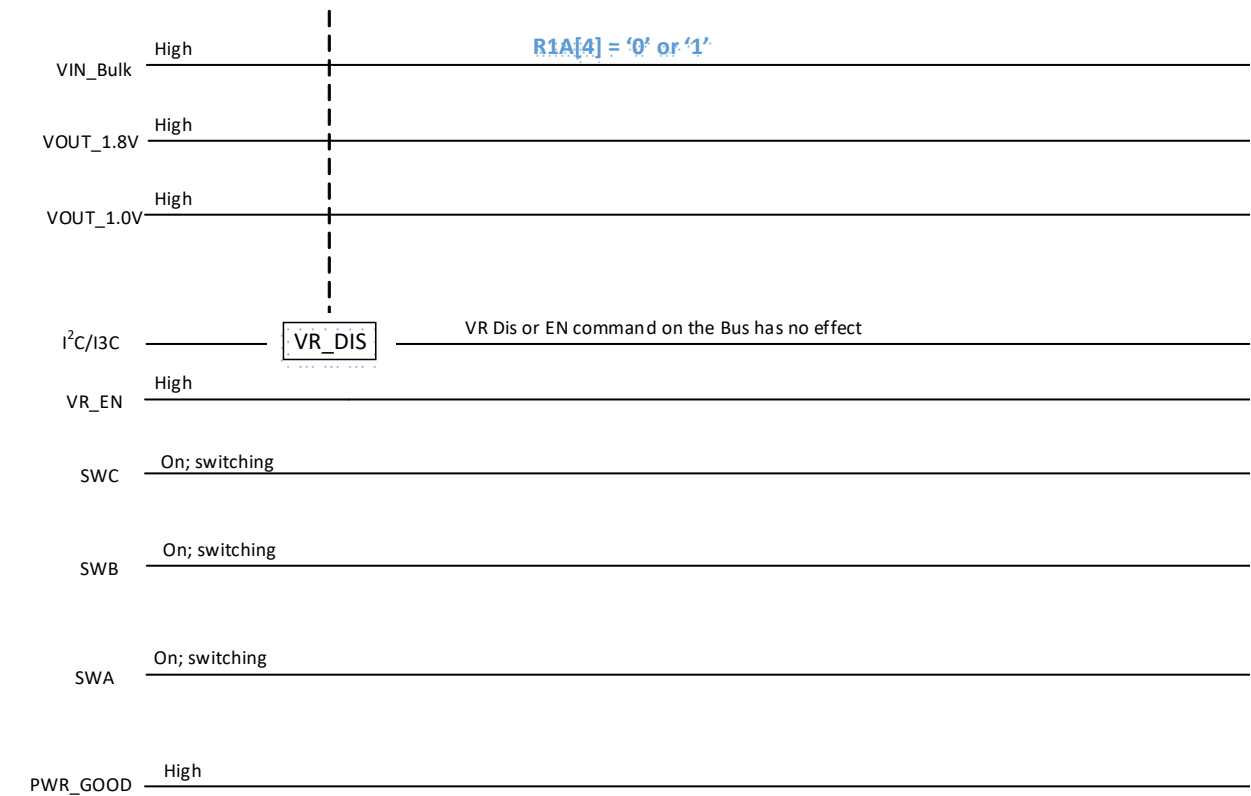 High
R1A[4] = ‘0’ or ‘1’
VIN_Bulk
High
VOUT_1.8V
High
VOUT_1.0V
VR Dis or EN command on the Bus has no effect
I²C/I3C
VR_DIS
High
VR_EN
On; switching
SWC
On; switching
SWB
On; switching
SWA
High
PWR_GOOD